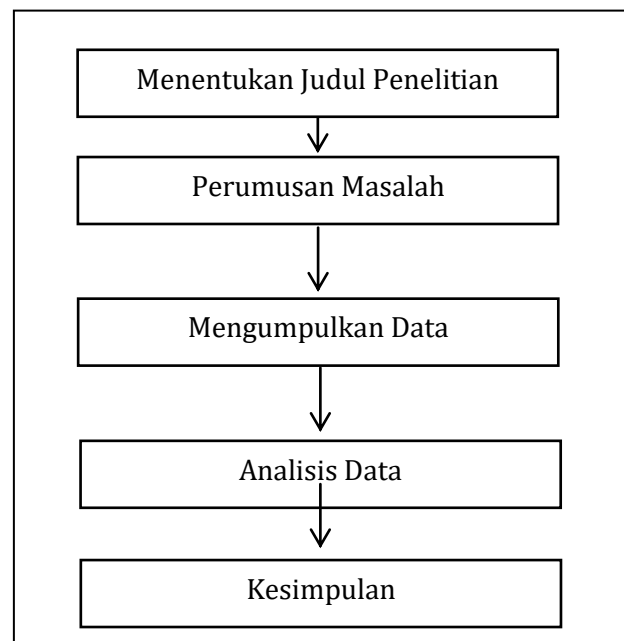 Menentukan Judul Penelitian
Perumusan Masalah
Mengumpulkan Data
Analisis Data
Kesimpulan